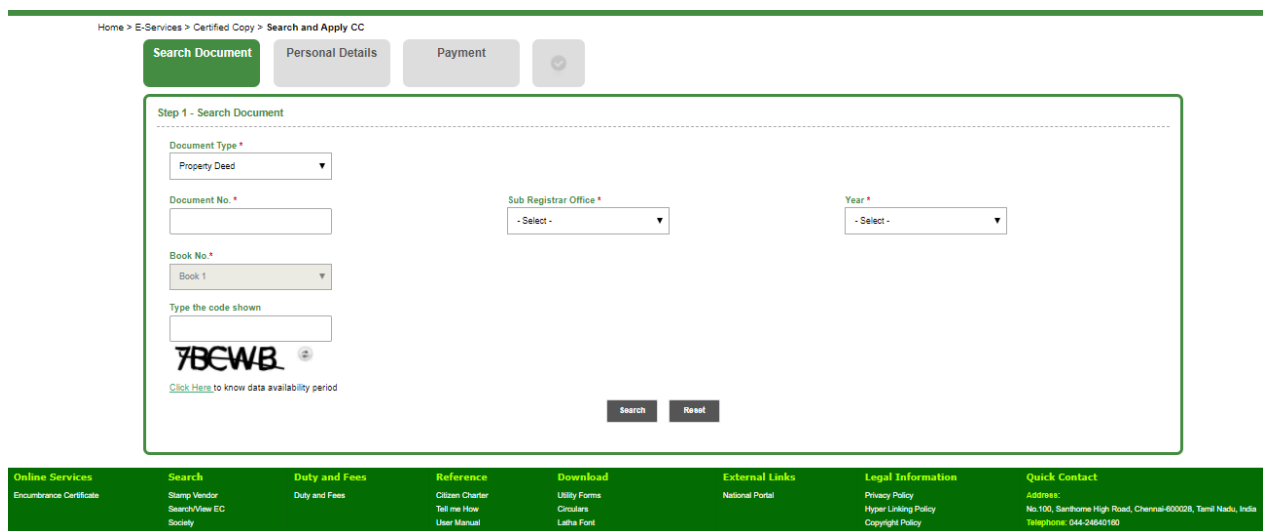 Home > E-Services > Certified Copy > Search and Apply CC
Search Document Personal Details Payment
Step 1 - Search Document
Document Type *
Property Deed
Document No. * Sub Registrar Office * Year *
- Select - - Select -
Book No.*
Book 1
Type the code shown
7BCWB
Click Here to know data availability period
Search Reset
Online Services Search Duty and Fees Reference Download External Links Legal Information Quick Contact
Encumbrance Certificate Stamp Vendor Duty and Fees Citizen Charter Utility Forms National Portal Privacy Policy Address:
Search/View EC Tell me How Circulars Hyper Linking Policy No.100, Santhome High Road, Chennai-600028, Tamil Nadu, India
Society User Manual Latha Font Copyright Policy Telephone: 044-24640160